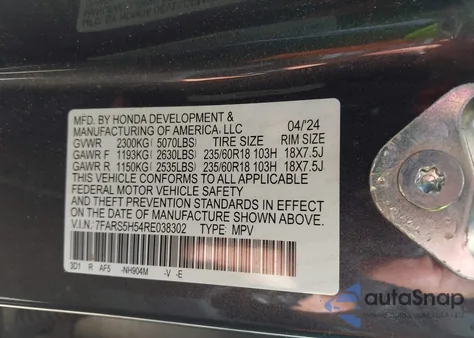 MFD. BY HONDA DEVELOPMENT &
MANUFACTURING OF AMERICA, LLC 04/'24
GVWR 2300KG( 5070LBS) TIRE SIZE RIM SIZE
GAWR F 1193KG( 2630LBS) 235/60R18 103H 18X7.5J
GAWR R 1150KG( 2535LBS) 235/60R18 103H 18X7.5J
THIS VEHICLE CONFORMS TO ALL APPLICABLE
FEDERAL MOTOR VEHICLE SAFETY
AND THEFT PREVENTION STANDARDS IN EFFECT
ON THE DATE OF MANUFACTURE SHOWN ABOVE.
V.I.N.:7FARS5H54RE038302 TYPE: MPV
3D1 R AF5 -NH904M -V -E
autoSnap